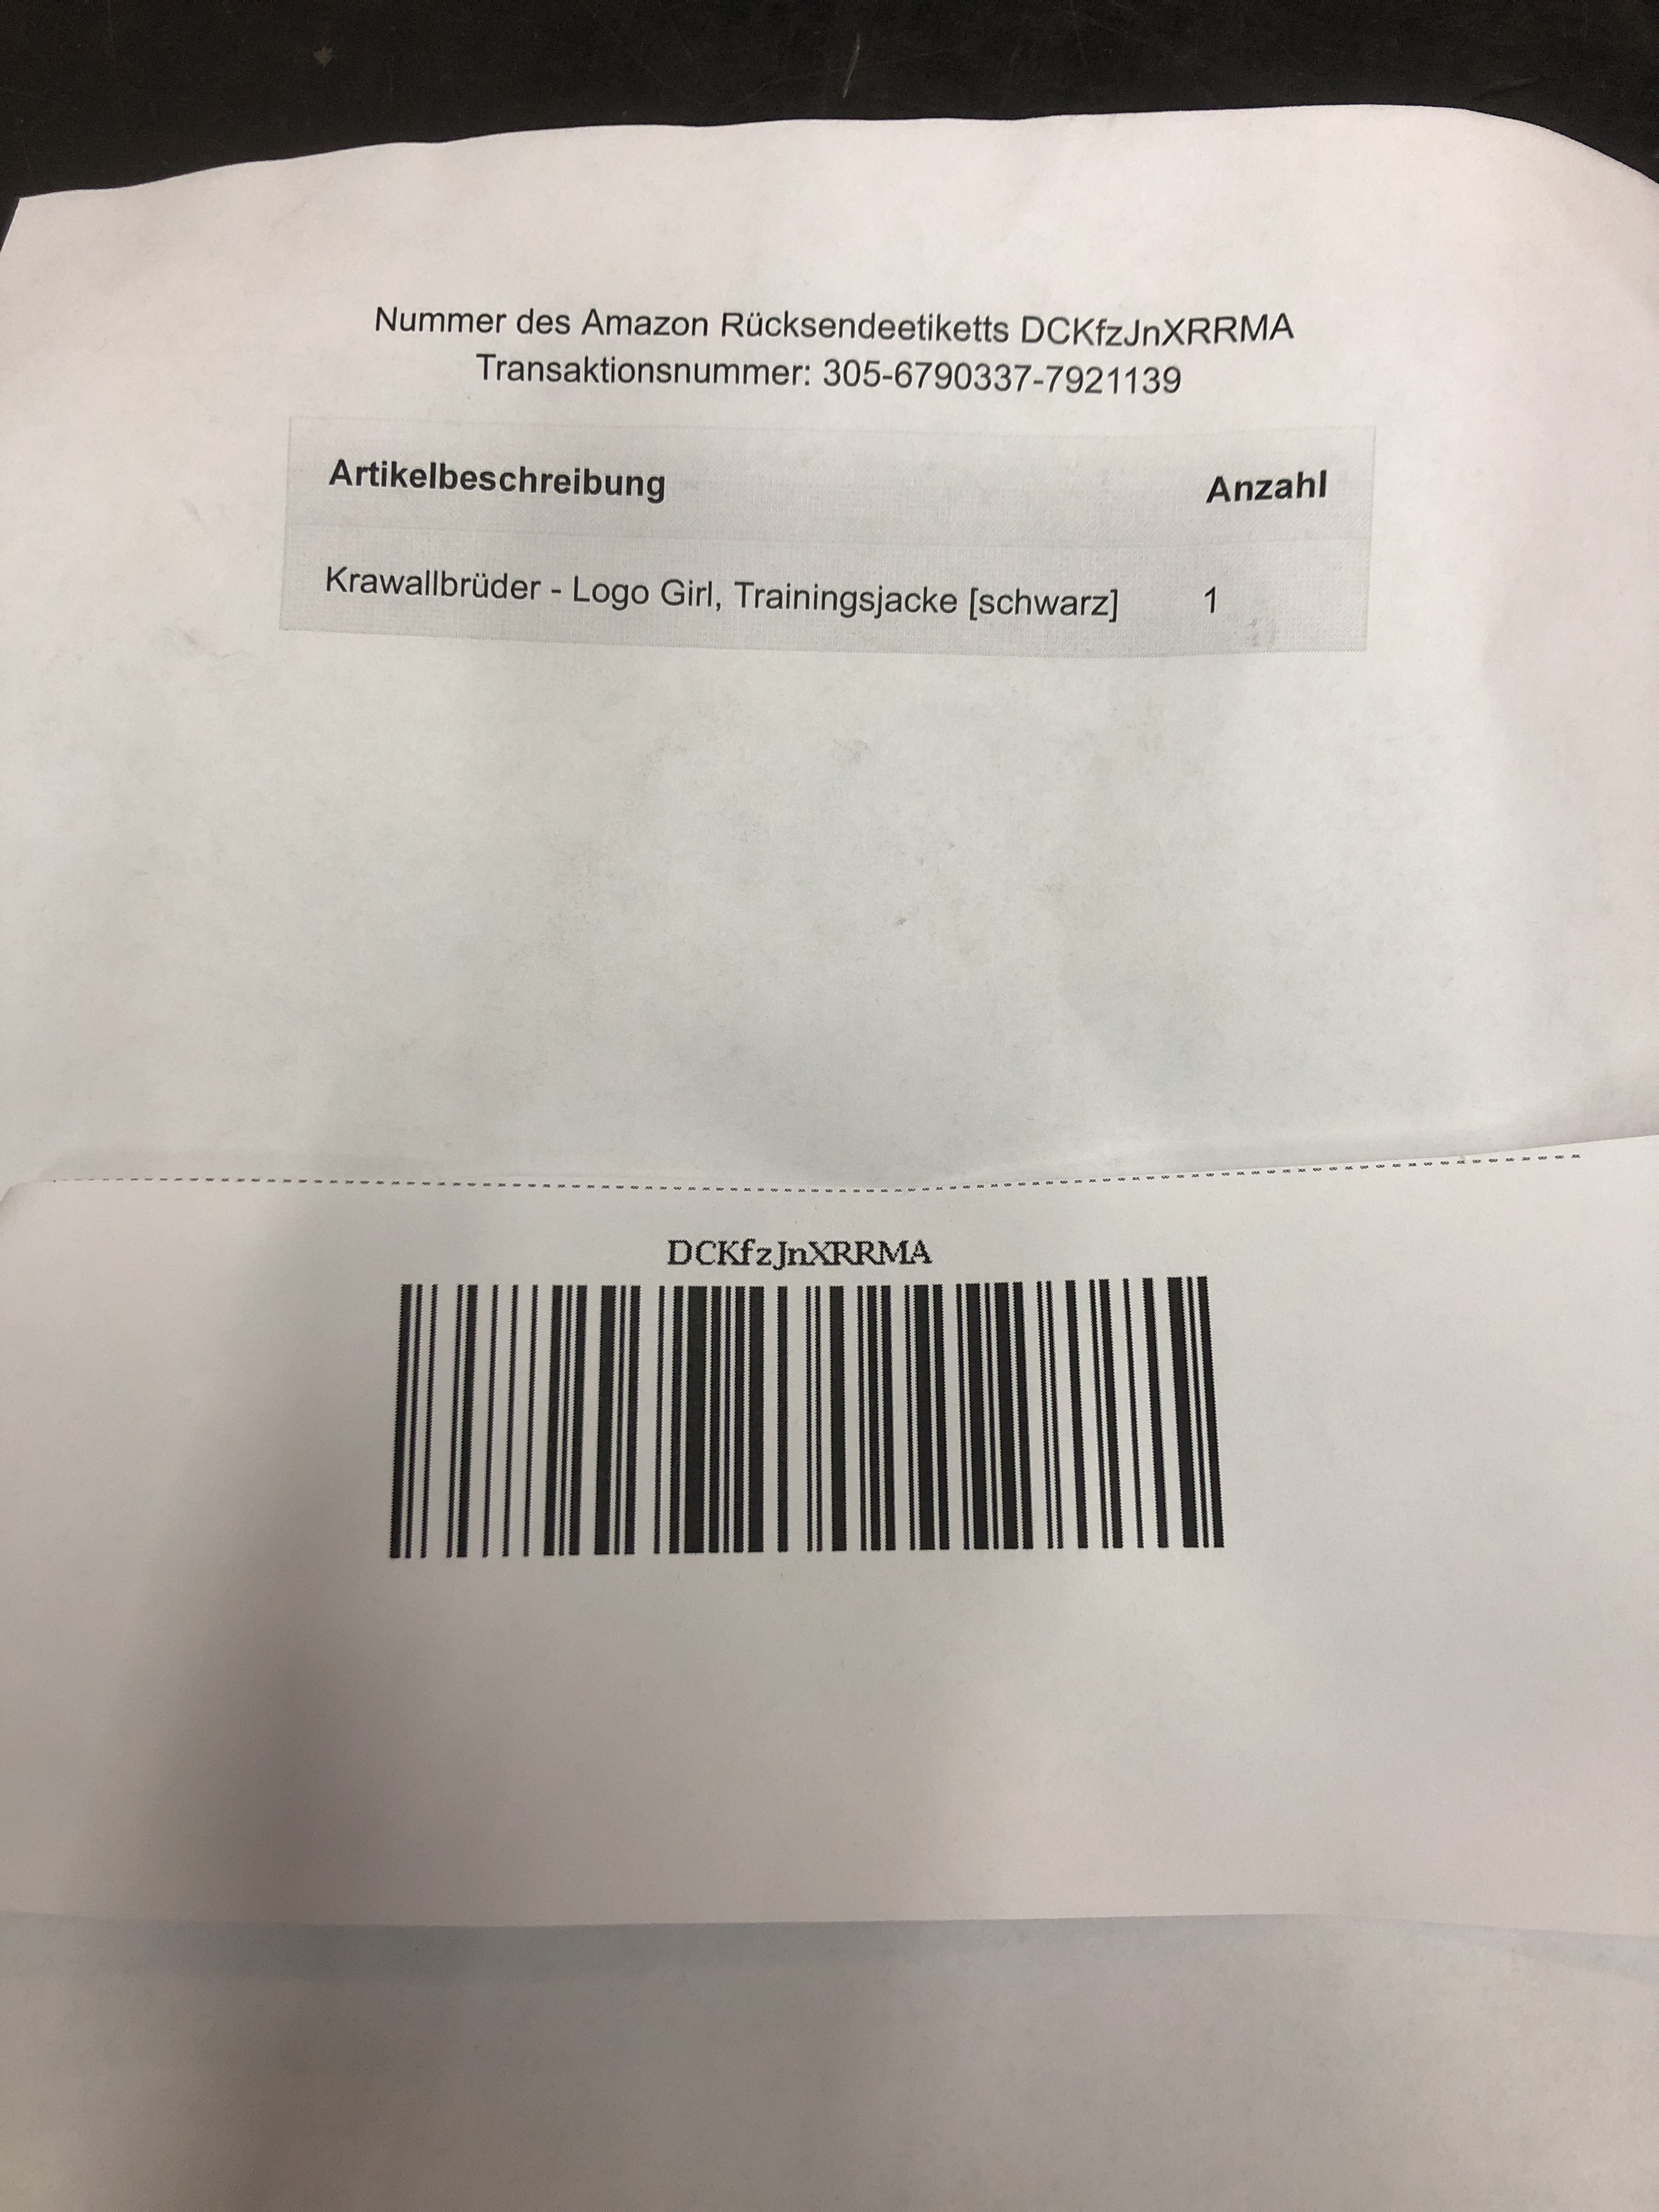 Nummer des Amazon Rücksendeetiketts DCKfzJnXRRMA
Transaktionsnummer: 305-6790337-7921139
Artikelbeschreibung Anzahl
Krawallbrüder - Logo Girl, Trainingsjacke [schwarz] 1
DCKfzJnXRRMA